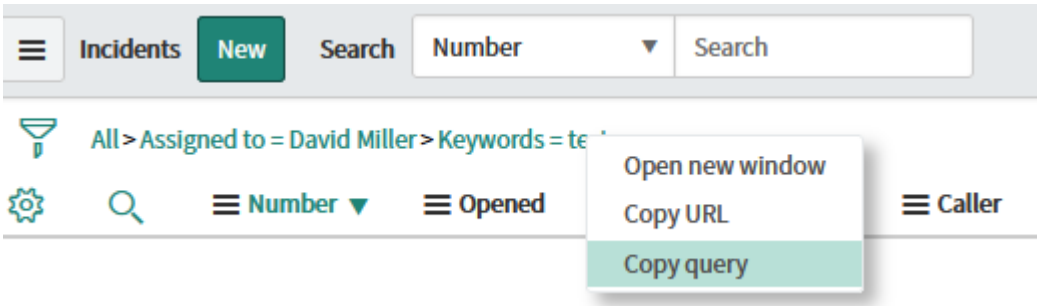 Incidents New Search Number Search
All > Assigned to = David Miller > Keywords =
Open new window
Number Opened Copy URL Caller
Copy query